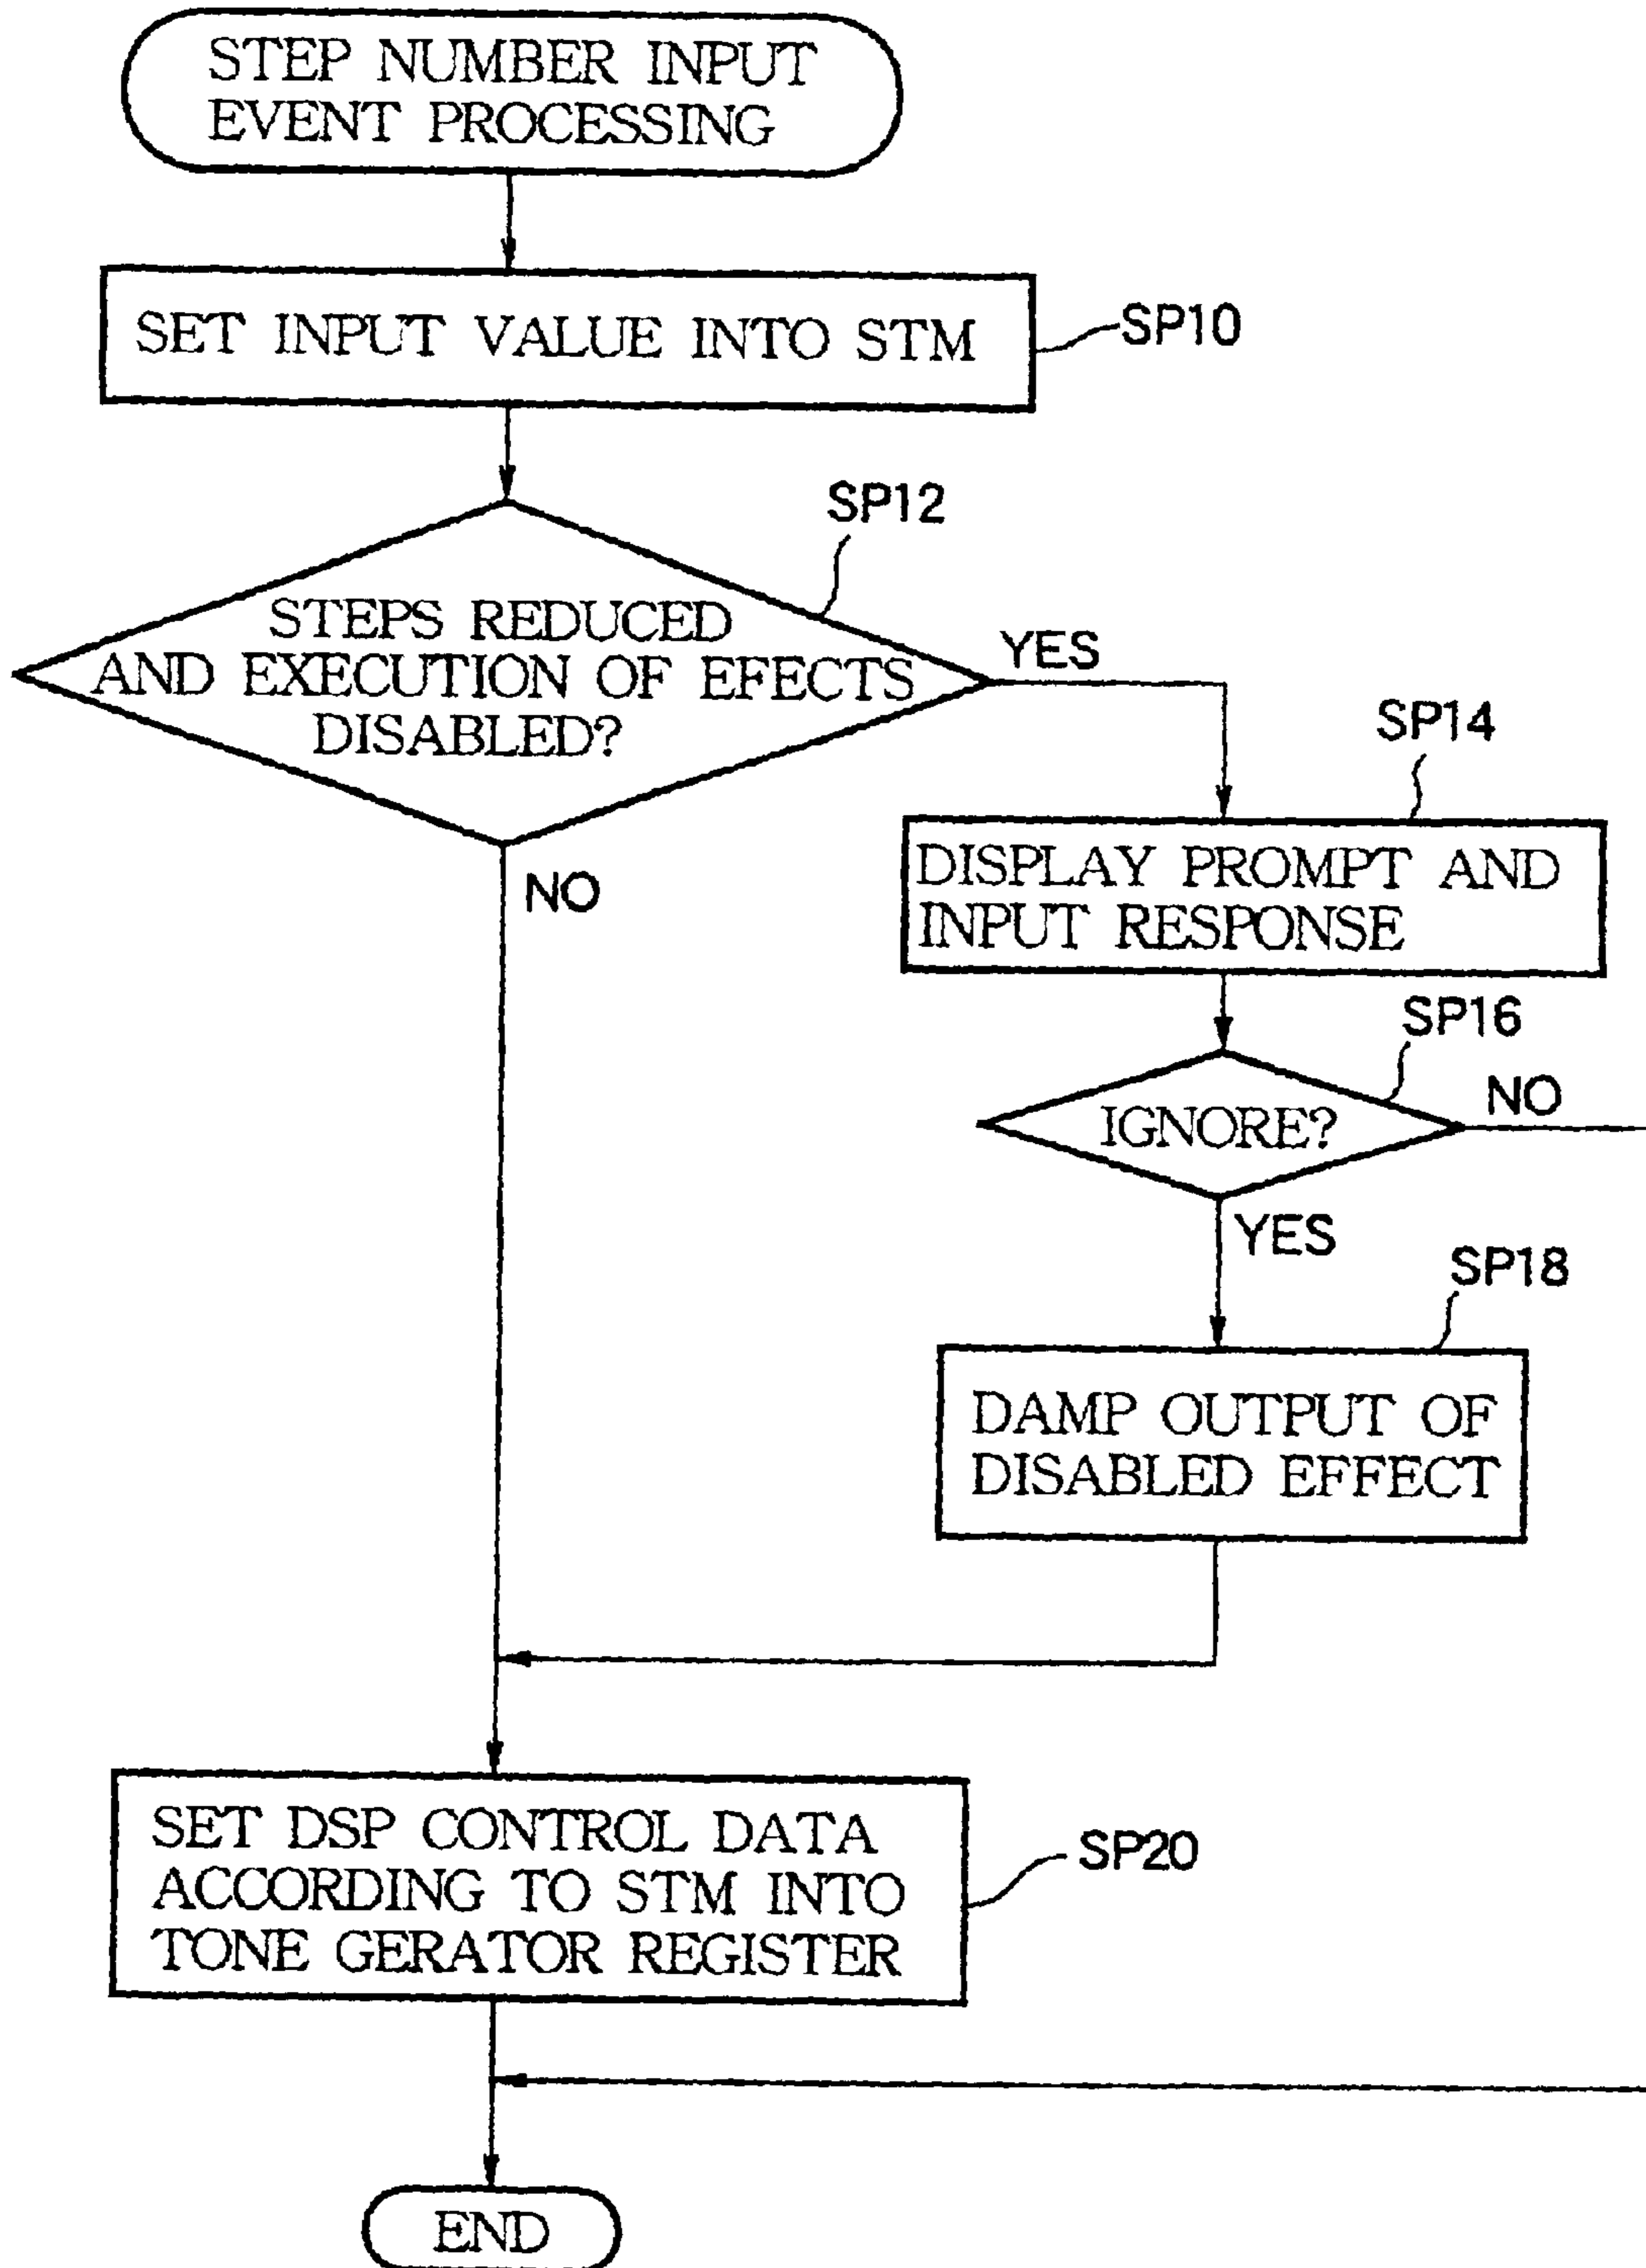 STEP NUMBER INPUT
EVENT PROCESSING
SET INPUT VALUE INTO STM
SP10
SP12
STEPS REDUCED
AND EXECUTION OF EFECTS
DISABLED?
YES
NO
SP14
DISPLAY PROMPT AND
INPUT RESPONSE
SP16
IGNORE?
NO
YES
SP18
DAMP OUTPUT OF
DISABLED EFFECT
SET DSP CONTROL DATA
ACCORDING TO STM INTO
TONE GERATOR REGISTER
SP20
END